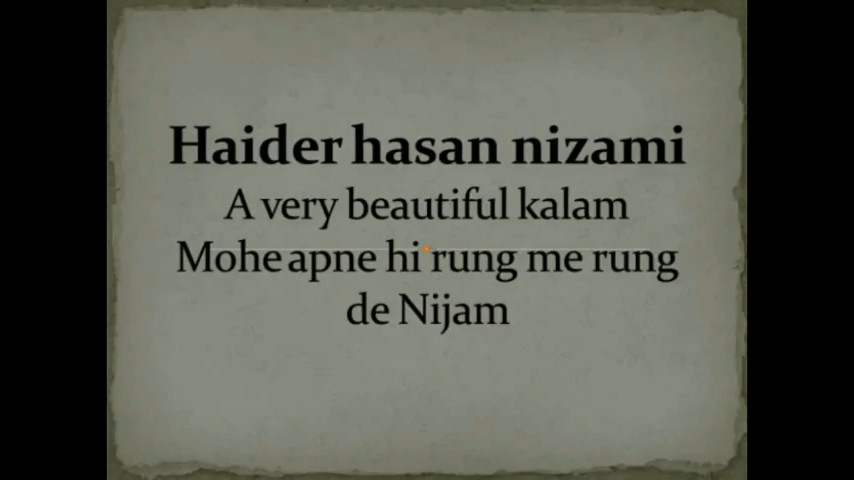 Haider hasan nizami
A very beautiful kalam
Mohe apne hi rung me rung
de Nijam